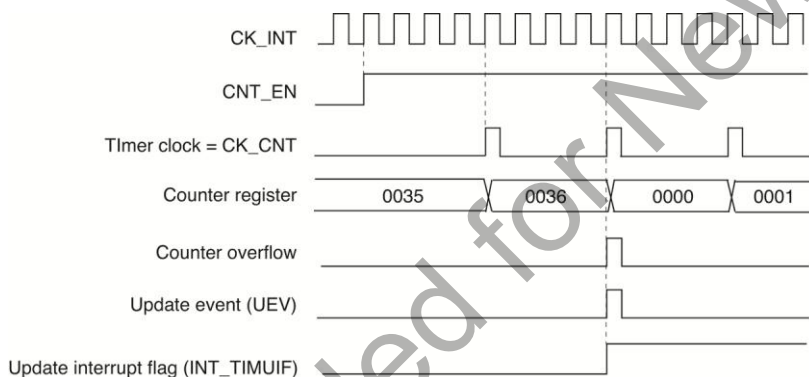 CK_INT
CNT_EN
TImer clock = CK_CNT
Counter register 0035 0036 0000 0001
Counter overflow
Update event (UEV)
Update interrupt flag (INT_TIMUIF)